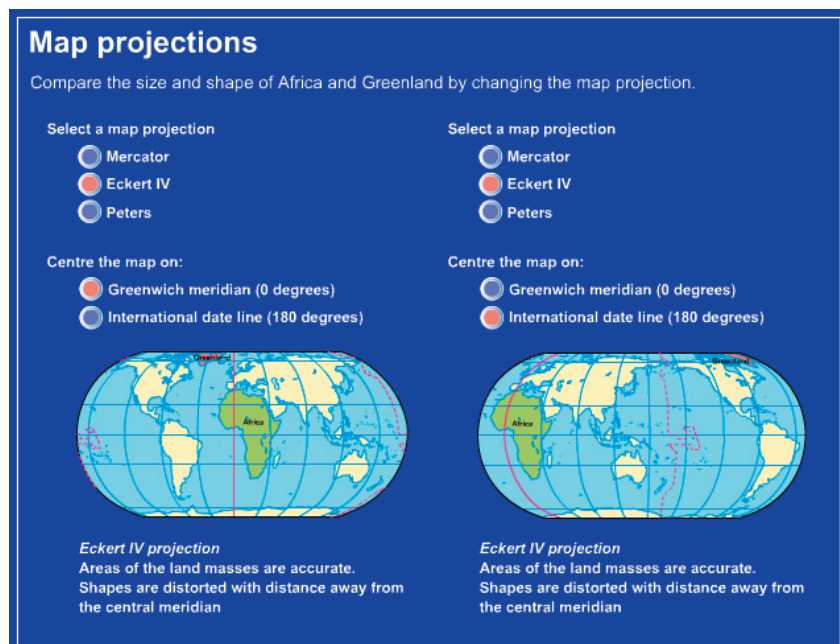 Map projections
Compare the size and shape of Africa and Greenland by changing the map projection.
Select a map projection
Mercator
Eckert IV
Peters
Centre the map on:
Greenwich meridian (0 degrees)
International date line (180 degrees)
Greenland
Africa
Eckert IV projection
Areas of the land masses are accurate.
Shapes are distorted with distance away from
the central meridian
Select a map projection
Mercator
Eckert IV
Peters
Centre the map on:
Greenwich meridian (0 degrees)
International date line (180 degrees)
Greenland
Africa
Eckert IV projection
Areas of the land masses are accurate.
Shapes are distorted with distance away from
the central meridian